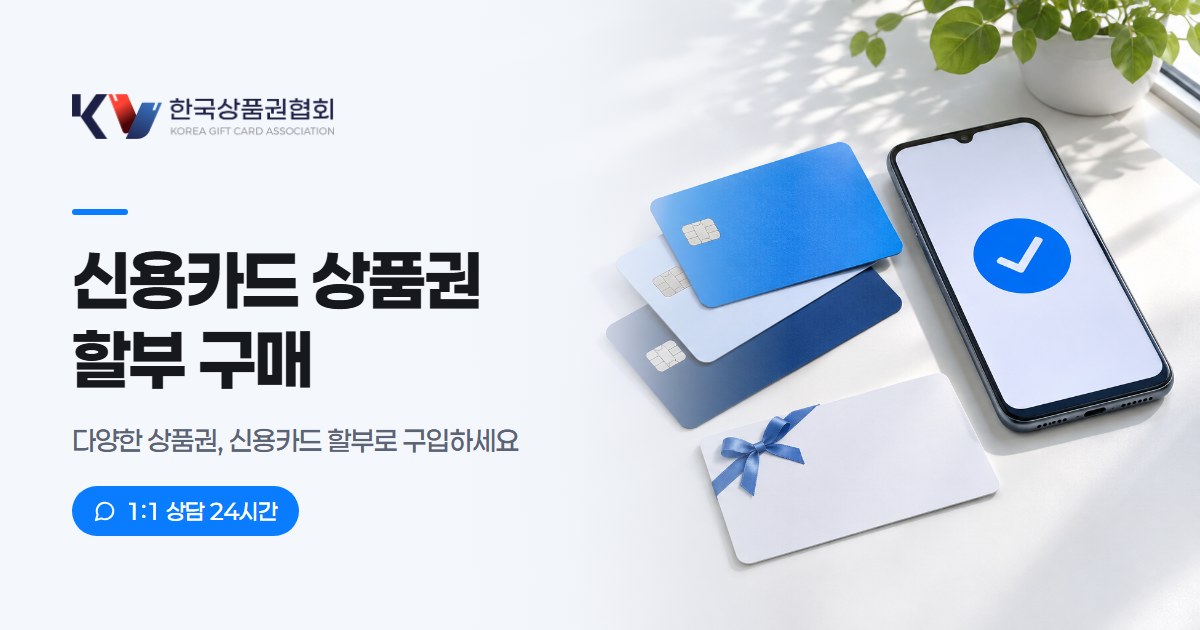 한국상품권협회
KOREA GIFT CARD ASSOCIATION
신용카드 상품권
할부 구매
다양한 상품권, 신용카드 할부로 구입하세요
1:1 상담 24시간